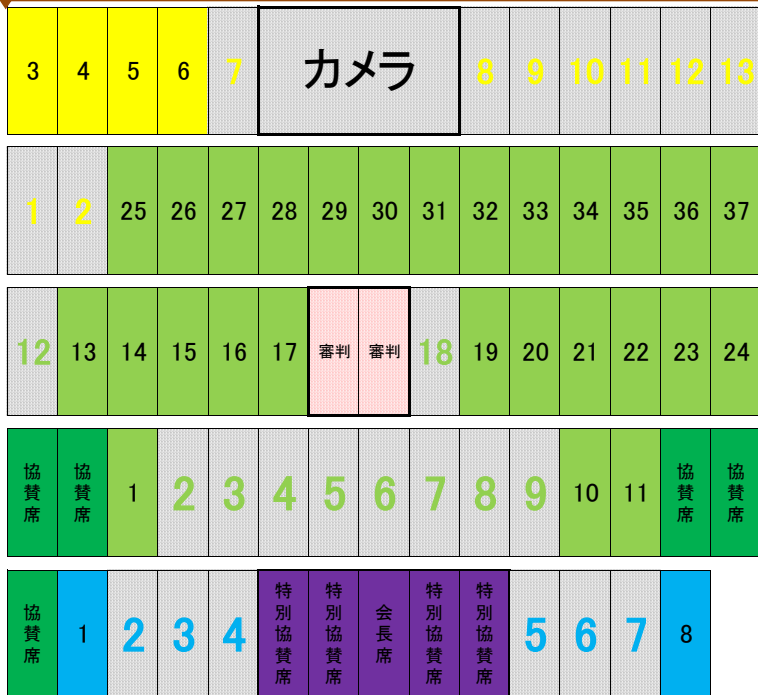 3 4 5 6 7 カメラ 8 9 10 11 12 13
1 2 25 26 27 28 29 30 31 32 33 34 35 36 37
12 13 14 15 16 17 審判 審判 18 19 20 21 22 23 24
協賛席 協賛席 1 2 3 4 5 6 7 8 9 10 11 協賛席 協賛席
協賛席 1 2 3 4 特別協賛席 特別協賛席 会長席 特別協賛席 特別協賛席 5 6 7 8